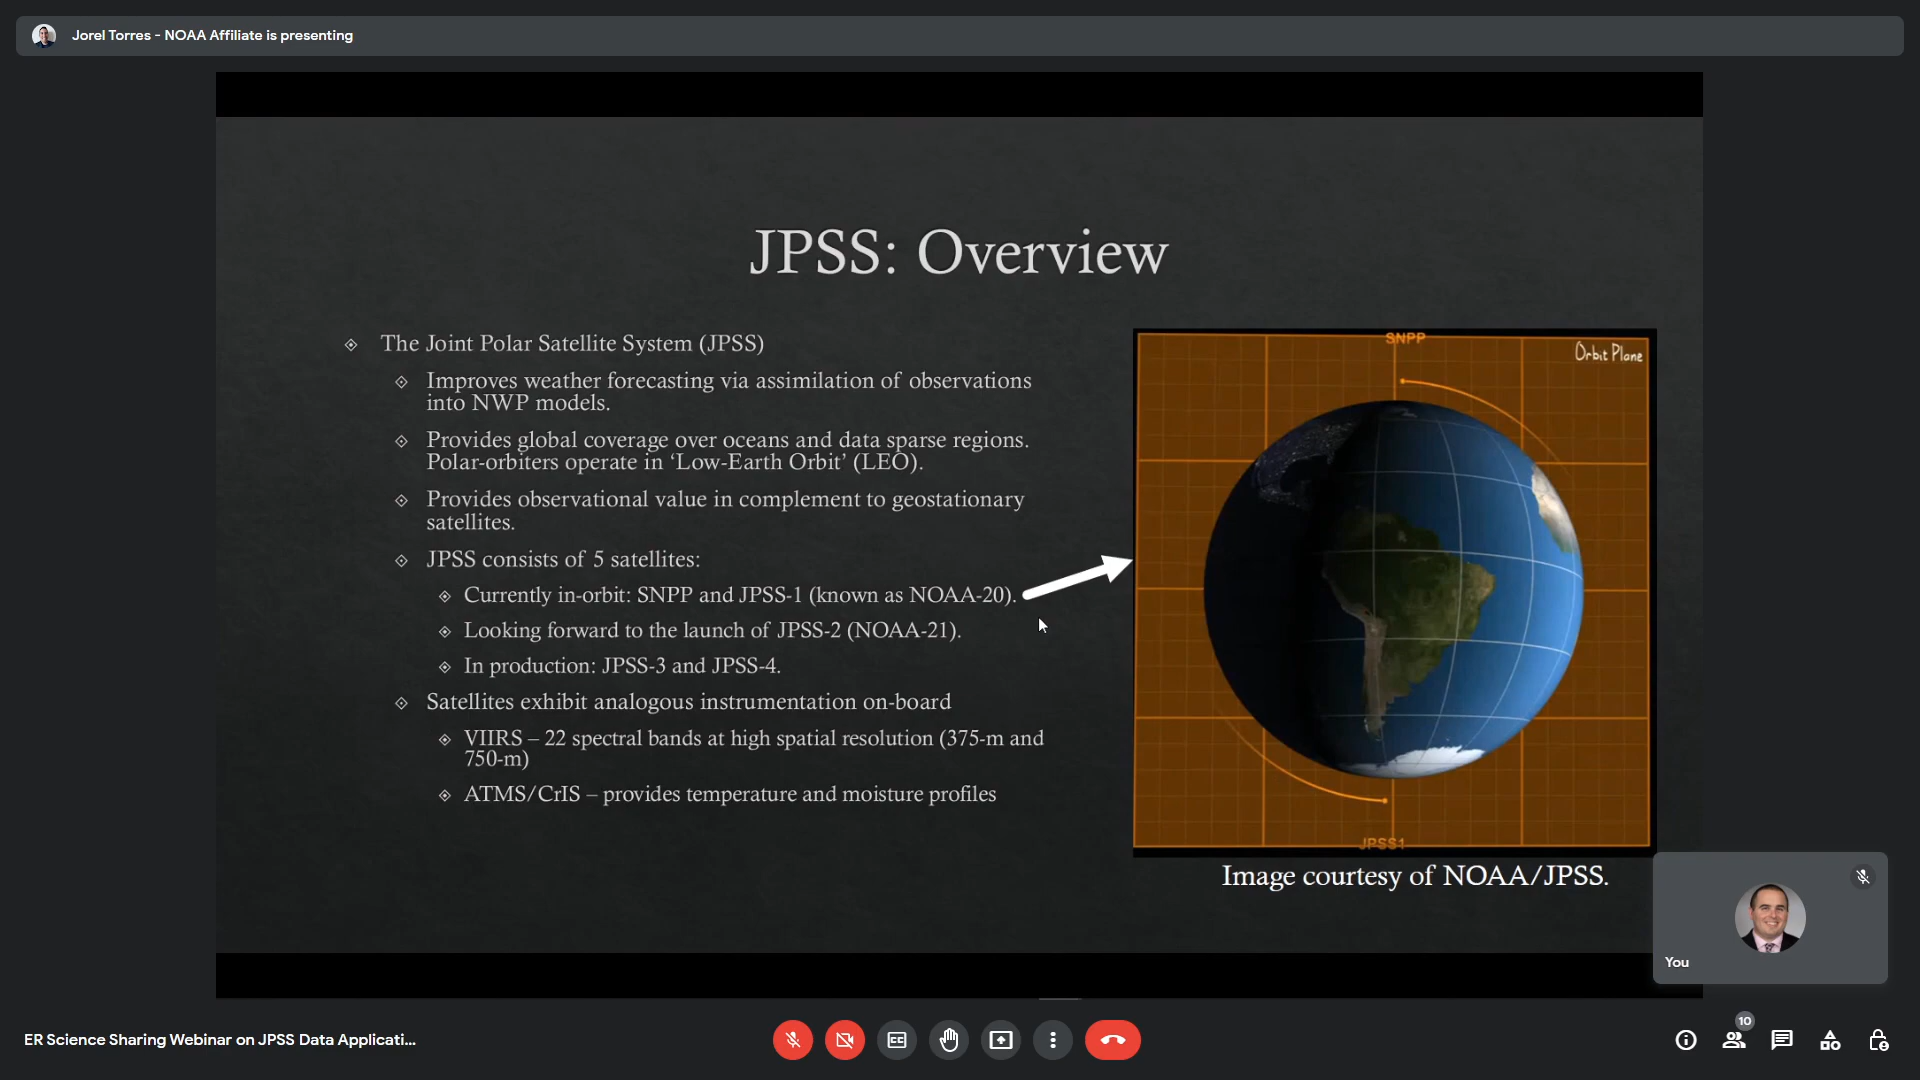 Jorel Torres - NOAA Affiliate is presenting
JPSS: Overview
The Joint Polar Satellite System (JPSS)
Improves weather forecasting via assimilation of observations
into NWP models.
Provides global coverage over oceans and data sparse regions.
Polar-orbiters operate in ‘Low-Earth Orbit’ (LEO).
Provides observational value in complement to geostationary
satellites.
JPSS consists of 5 satellites:
Currently in-orbit: SNPP and JPSS-1 (known as NOAA-20).
Looking forward to the launch of JPSS-2 (NOAA-21).
In production: JPSS-3 and JPSS-4.
Satellites exhibit analogous instrumentation on-board
VIIRS – 22 spectral bands at high spatial resolution (375-m and
750-m)
ATMS/CrIS – provides temperature and moisture profiles
SNPP
Orbit Plane
JPSS1
Image courtesy of NOAA/JPSS.
You
ER Science Sharing Webinar on JPSS Data Applicati...
10